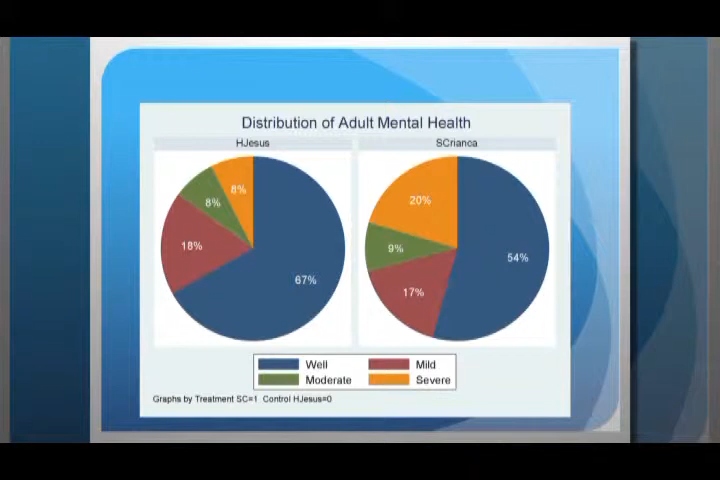 Distribution of Adult Mental Health
HJesus
SCrianca
8%
8%
18%
67%
20%
9%
17%
54%
Well
Mild
Moderate
Severe
Graphs by Treatment SC=1 Control HJesus=0